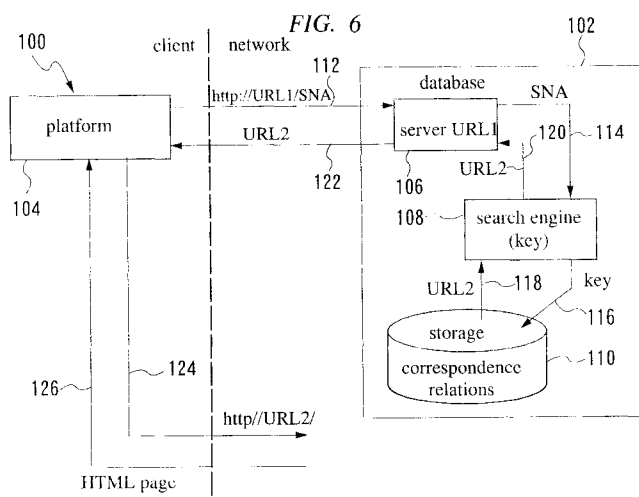 FIG. 6
client network
102
100
112
http://URL1/SNA
database
SNA
platform
server URL1
URL2
120
114
104
122
106
URL2
108
search engine
(key)
key
URL2
118
116
storage
correspondence
relations
110
126
124
http//URL2/
HTML page